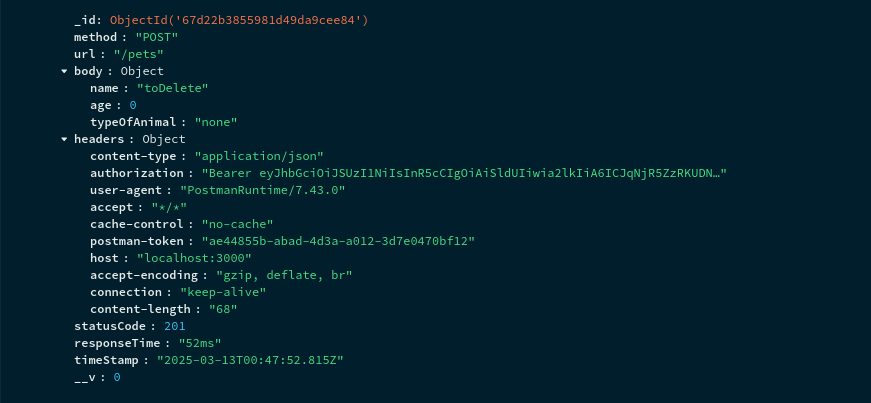 _id: ObjectId('67d22b3855981d49da9cee84')
method : "POST"
url : "/pets"
body : Object
name : "toDelete"
age : 0
typeOfAnimal : "none"
headers : Object
content-type : "application/json"
authorization : "Bearer eyJhbGciOiJSUzI1NiIsInR5cCIgOiAiSldUIiwia2lkIiA6ICJqNjR5ZzRKUDN…"
user-agent : "PostmanRuntime/7.43.0"
accept : "*/*"
cache-control : "no-cache"
postman-token : "ae44855b-abad-4d3a-a012-3d7e0470bf12"
host : "localhost:3000"
accept-encoding : "gzip, deflate, br"
connection : "keep-alive"
content-length : "68"
statusCode : 201
responseTime : "52ms"
timeStamp : "2025-03-13T00:47:52.815Z"
__v : 0